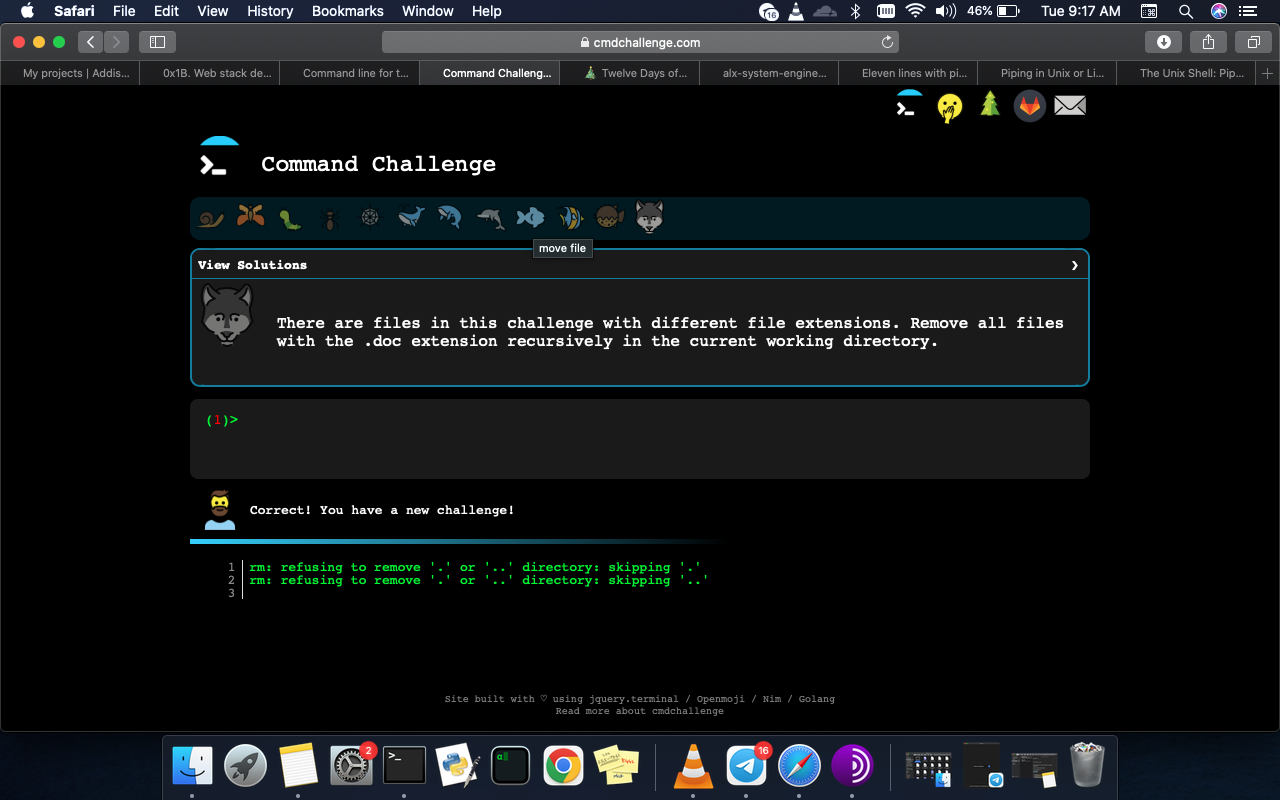 Safari File Edit View History Bookmarks Window Help 16 46% Tue 9:17 AM
cmdchallenge.com
My projects | Addis... 0x1B. Web stack de... Command line for t... Command Challeng... Twelve Days of... alx-system-engine... Eleven lines with pi... Piping in Unix or Li... The Unix Shell: Pip...
Command Challenge
move file
View Solutions
There are files in this challenge with different file extensions. Remove all files
with the .doc extension recursively in the current working directory.
(1)>
Correct! You have a new challenge!
1 rm: refusing to remove '.' or '..' directory: skipping '.'
2 rm: refusing to remove '.' or '..' directory: skipping '..'
3
Site built with ♡ using jquery.terminal / Openmoji / Nim / Golang
Read more about cmdchallenge
2 16